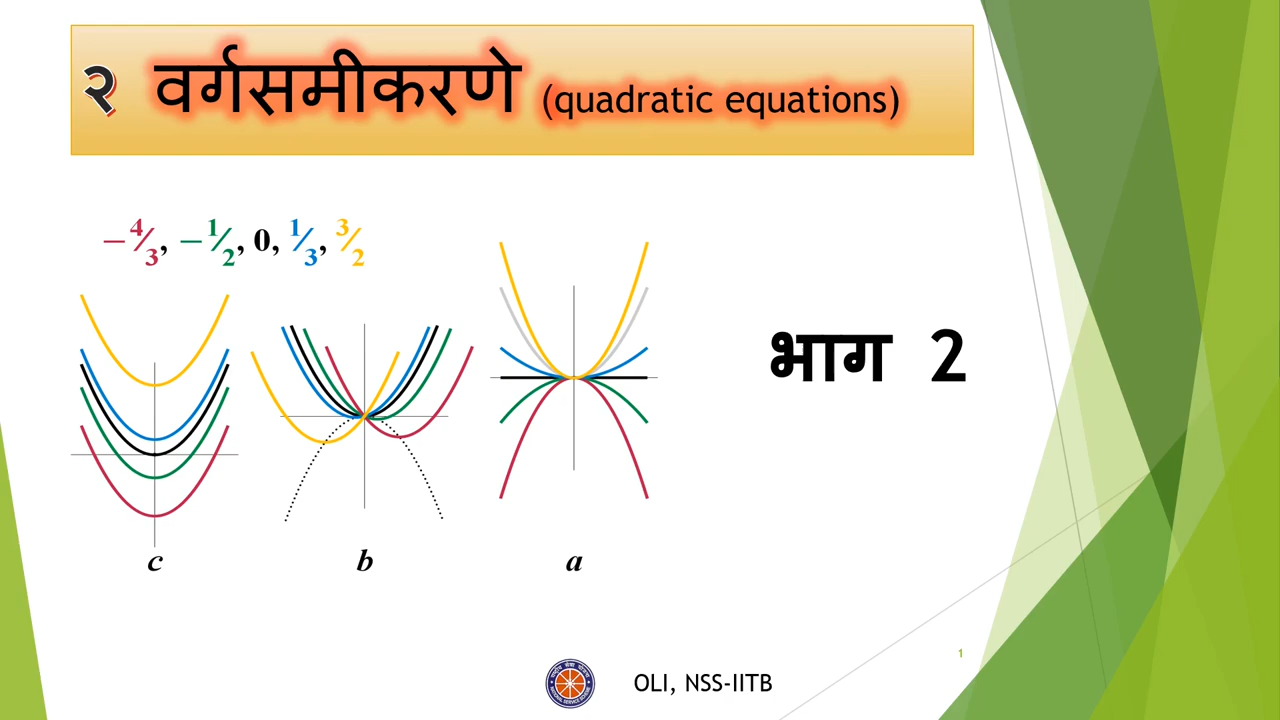 २ वर्गसमीकरणे (quadratic equations)
−4/3, −1/2, 0, 1/3, 3/2
भाग 2
c b a
1
OLI, NSS-IITB